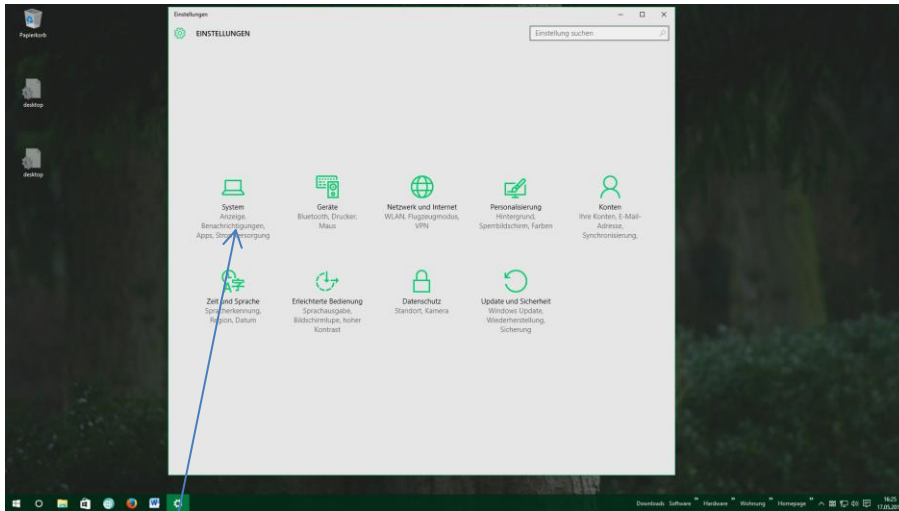 Papierkorb
desktop
desktop
Einstellungen
EINSTELLUNGEN
Einstellung suchen
System
Anzeige,
Benachrichtigungen,
Apps, Stromversorgung
Geräte
Bluetooth, Drucker,
Maus
Netzwerk und Internet
WLAN, Flugzeugmodus,
VPN
Personalisierung
Hintergrund,
Sperrbildschirm, Farben
Konten
Ihre Konten, E-Mail-
Adresse,
Synchronisierung,
Zeit und Sprache
Spracherkennung,
Region, Datum
Erleichterte Bedienung
Sprachausgabe,
Bildschirmlupe, hoher
Kontrast
Datenschutz
Standort, Kamera
Update und Sicherheit
Windows Update,
Wiederherstellung,
Sicherung
Downloads Software » Hardware » Wohnung » Homepage »
16:25
17.05.201